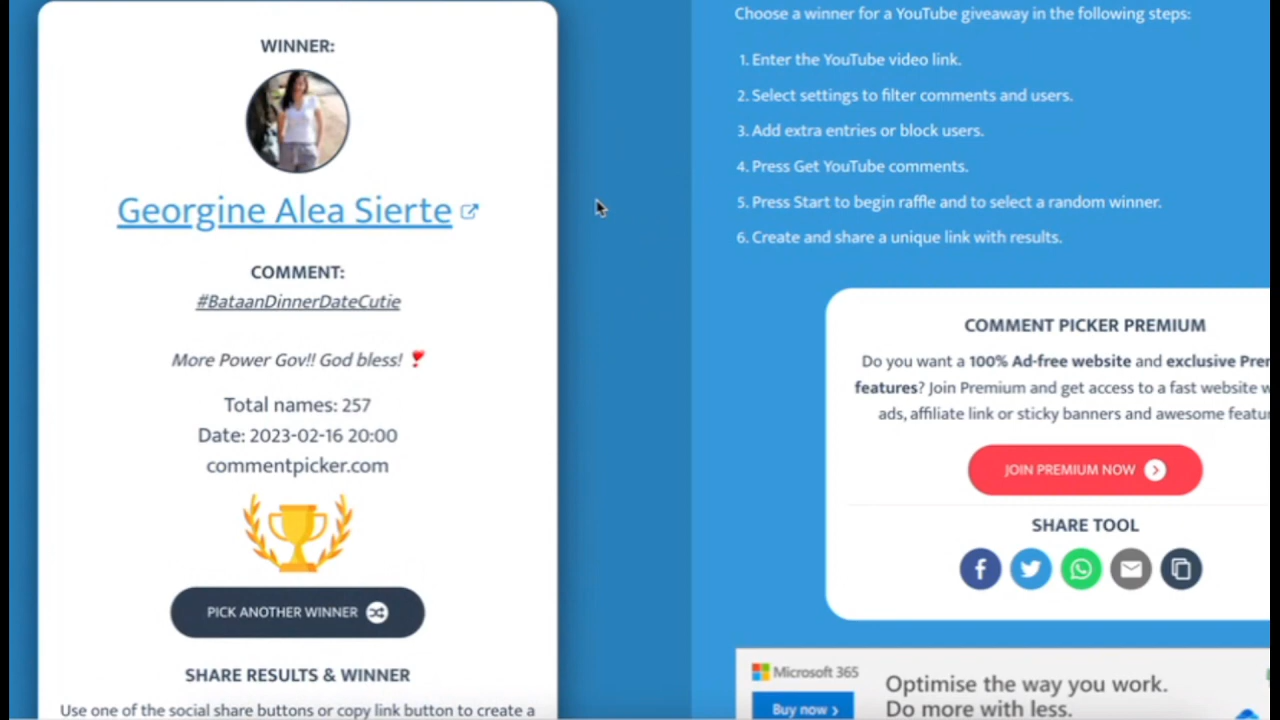 WINNER:
Georgine Alea Sierte
COMMENT:
#BataanDinnerDateCutie
More Power Gov!! God bless! ❣
Total names: 257
Date: 2023-02-16 20:00
commentpicker.com
PICK ANOTHER WINNER
SHARE RESULTS & WINNER
Use one of the social share buttons or copy link button to create a
Choose a winner for a YouTube giveaway in the following steps:
1. Enter the YouTube video link.
2. Select settings to filter comments and users.
3. Add extra entries or block users.
4. Press Get YouTube comments.
5. Press Start to begin raffle and to select a random winner.
6. Create and share a unique link with results.
COMMENT PICKER PREMIUM
Do you want a 100% Ad-free website and exclusive
features? Join Premium and get access to a fast website
ads, affiliate link or sticky banners and awesome
JOIN PREMIUM NOW
SHARE TOOL
Microsoft 365
Buy now >
Optimise the way you work.
Do more with less.